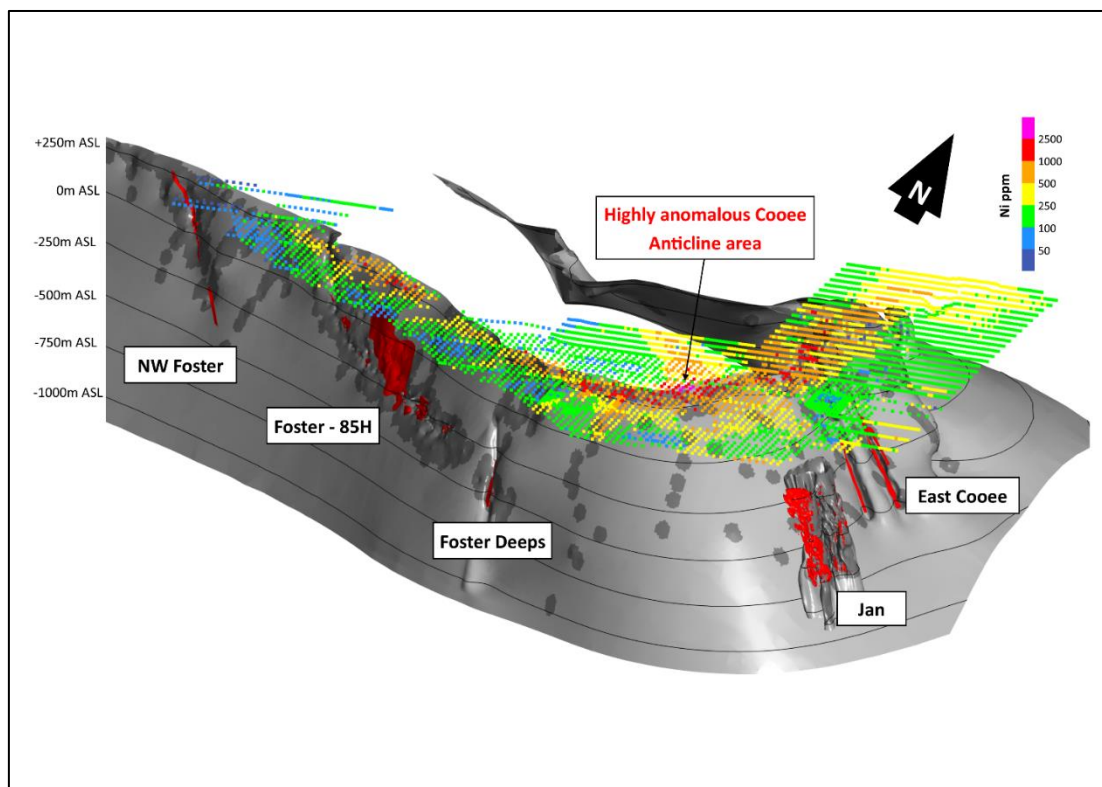 +250m ASL
0m ASL
-250m ASL
-500m ASL
-750m ASL
-1000m ASL
NW Foster
Foster - 85H
Foster Deeps
Highly anomalous Cooee
Anticline area
East Cooee
Jan
N
Ni ppm
2500
1000
500
250
100
50